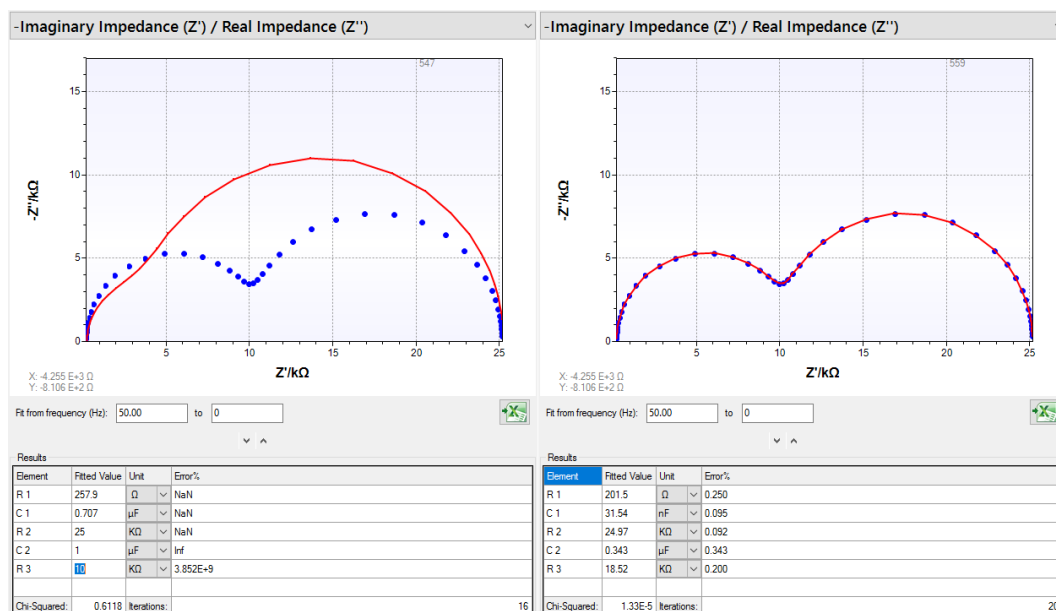 -Imaginary Impedance (Z') / Real Impedance (Z'')
547
15
10
5
0
-Z''/kΩ
5
10
15
20
25
Z'/kΩ
X: -4.255 E+3 Ω
Y: -8.106 E+2 Ω
Fit from frequency (Hz): 50.00 to 0
Results
Element Fitted Value Unit Error%
R 1 257.9 Ω NaN
C 1 0.707 µF NaN
R 2 25 KΩ NaN
C 2 1 µF Inf
R 3 10 KΩ 3.852E+9
Chi-Squared: 0.6118 Iterations: 16
-Imaginary Impedance (Z') / Real Impedance (Z'')
559
15
10
5
0
-Z''/kΩ
5
10
15
20
25
Z'/kΩ
X: -4.255 E+3 Ω
Y: -8.106 E+2 Ω
Fit from frequency (Hz): 50.00 to 0
Results
Element Fitted Value Unit Error%
R 1 201.5 Ω 0.250
C 1 31.54 nF 0.095
R 2 24.97 KΩ 0.092
C 2 0.343 µF 0.343
R 3 18.52 KΩ 0.200
Chi-Squared: 1.33E-5 Iterations: